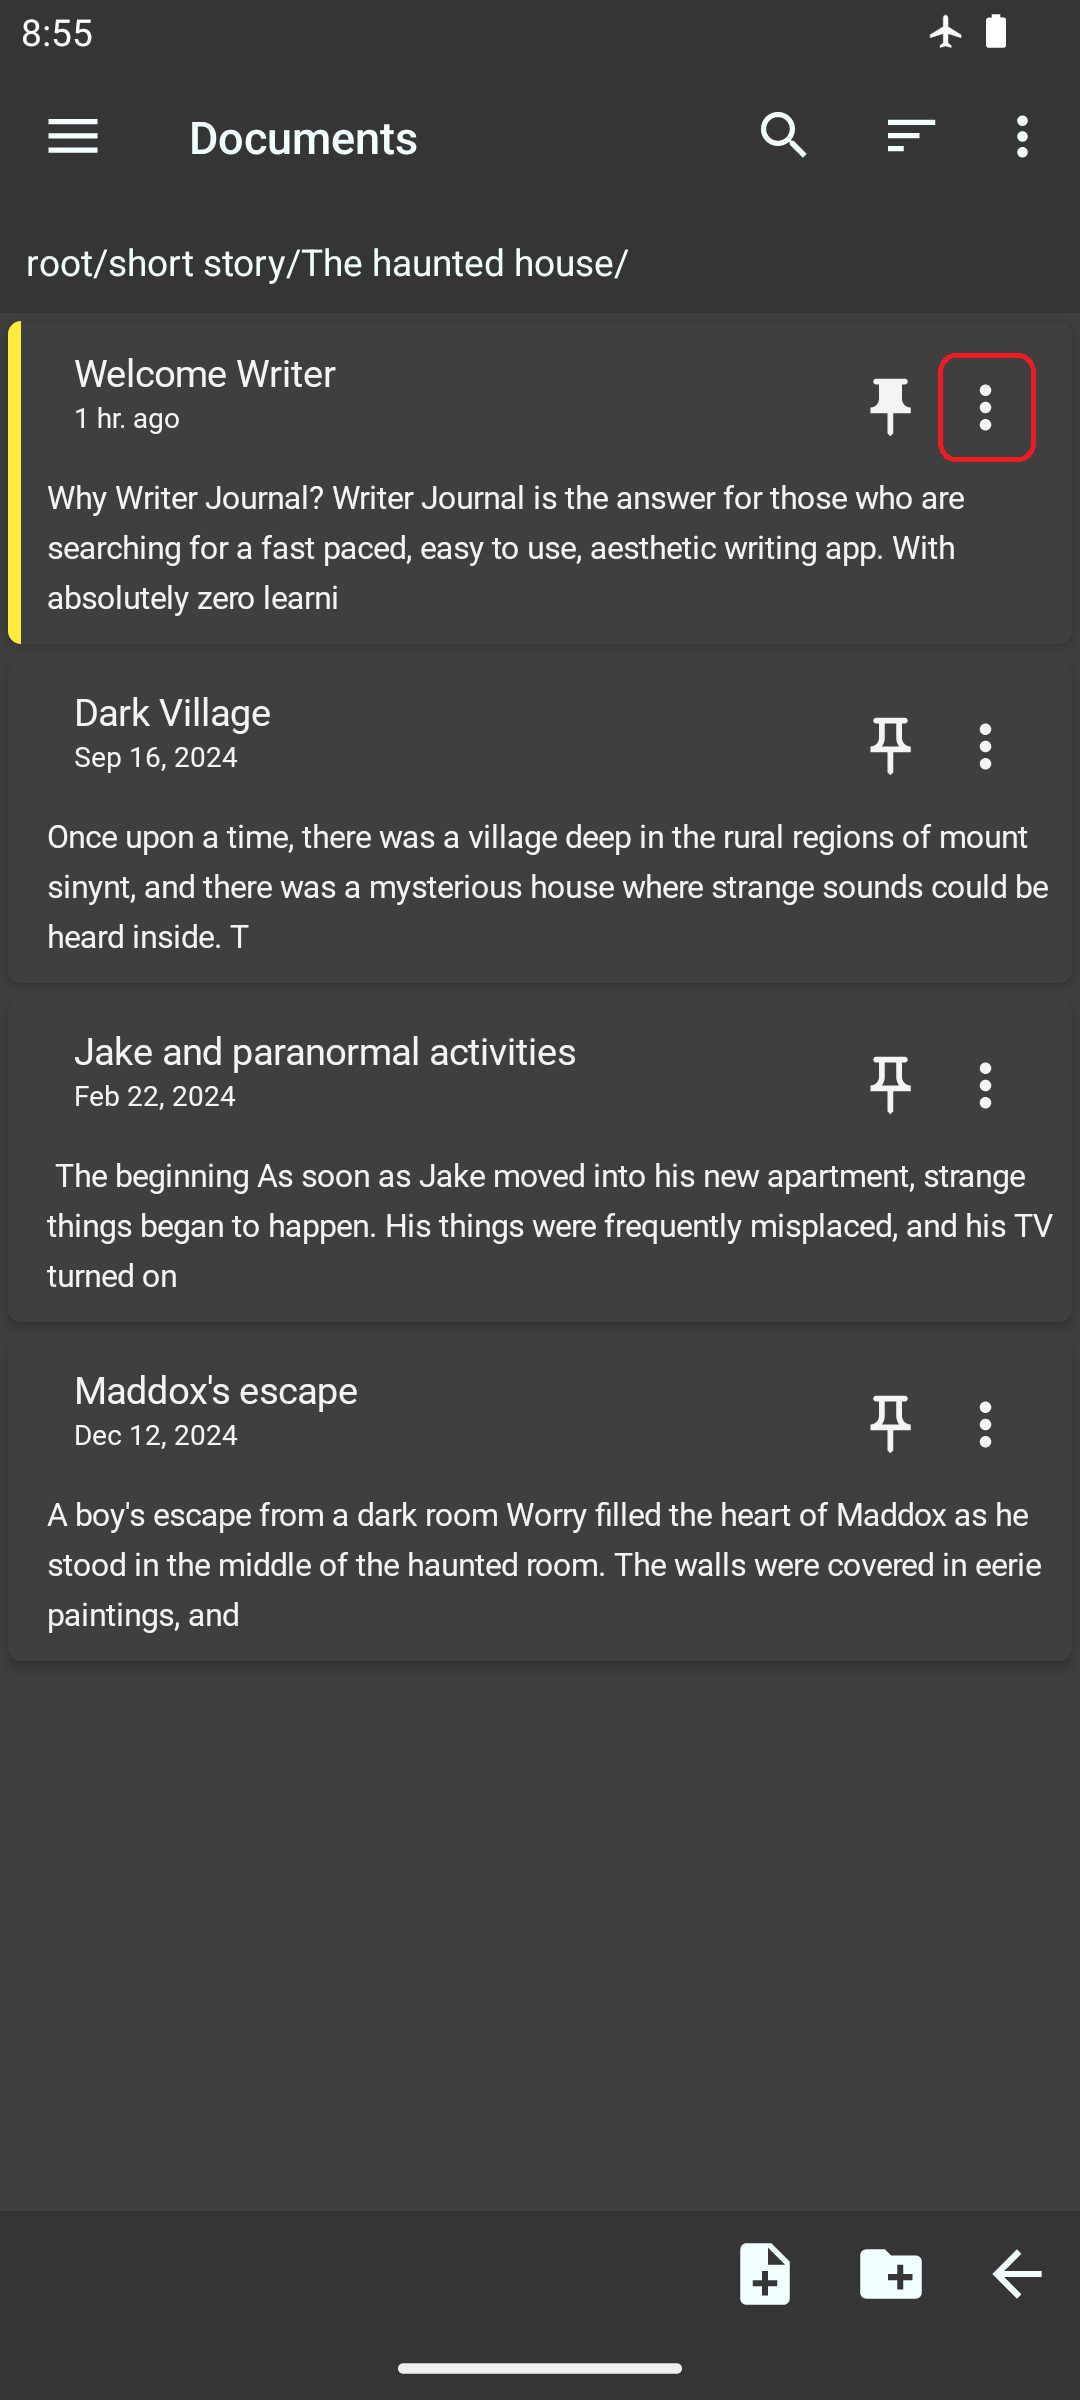 8:55
Documents
root/short story/The haunted house/
Welcome Writer
1 hr. ago
Why Writer Journal? Writer Journal is the answer for those who are
searching for a fast paced, easy to use, aesthetic writing app. With
absolutely zero learni
Dark Village
Sep 16, 2024
Once upon a time, there was a village deep in the rural regions of mount
sinynt, and there was a mysterious house where strange sounds could be
heard inside. T
Jake and paranormal activities
Feb 22, 2024
The beginning As soon as Jake moved into his new apartment, strange
things began to happen. His things were frequently misplaced, and his TV
turned on
Maddox's escape
Dec 12, 2024
A boy's escape from a dark room Worry filled the heart of Maddox as he
stood in the middle of the haunted room. The walls were covered in eerie
paintings, and